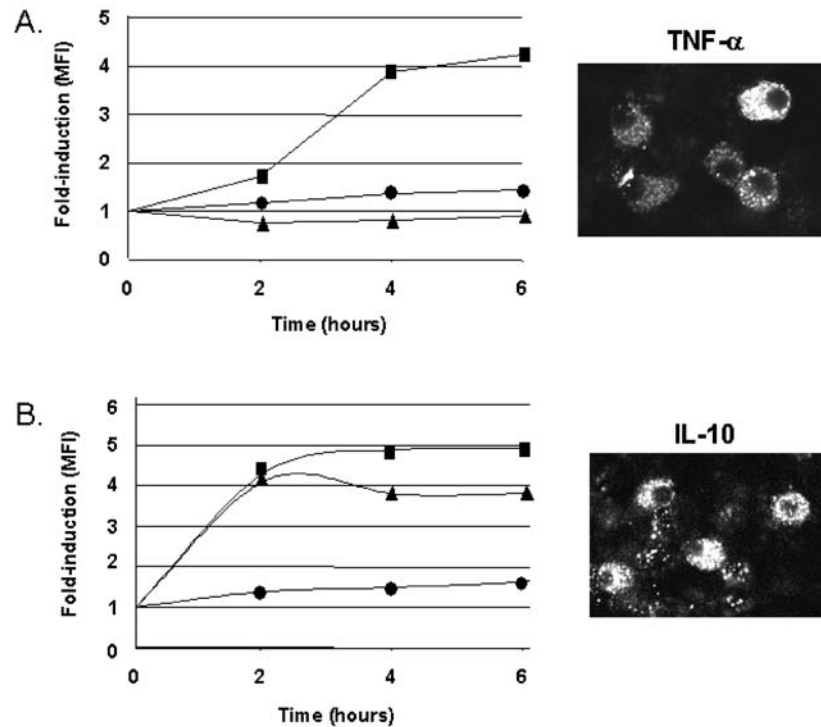 A.
Fold-induction (MFI)
5
4
3
2
1
0
0 2 4 6
Time (hours)
TNF-α
B.
Fold-induction (MFI)
6
5
4
3
2
1
0
0 2 4 6
Time (hours)
IL-10